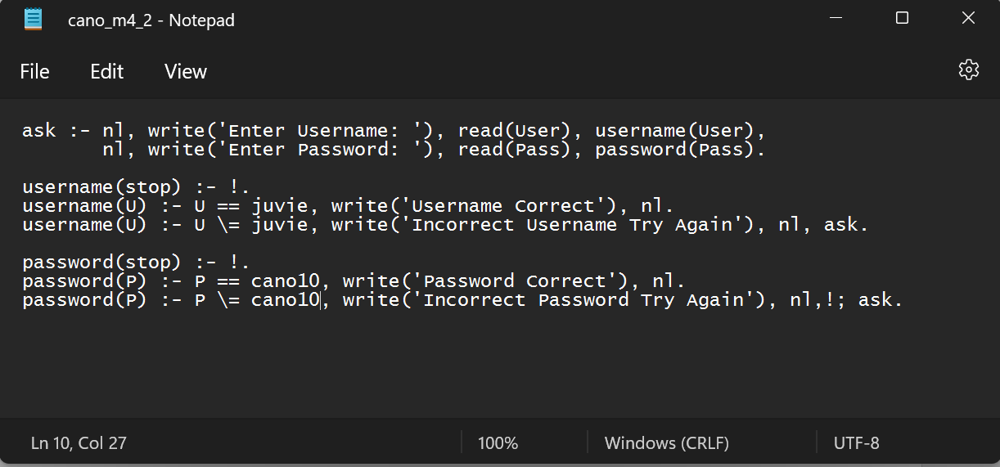 cano_m4_2 - Notepad
File Edit View
ask :- nl, write('Enter Username: '), read(User), username(User),
       nl, write('Enter Password: '), read(Pass), password(Pass).

username(stop) :- !.
username(U) :- U == juvie, write('Username Correct'), nl.
username(U) :- U \= juvie, write('Incorrect Username Try Again'), nl, ask.

password(stop) :- !.
password(P) :- P == cano10, write('Password Correct'), nl.
password(P) :- P \= cano10, write('Incorrect Password Try Again'), nl,!; ask.
Ln 10, Col 27 100% Windows (CRLF) UTF-8